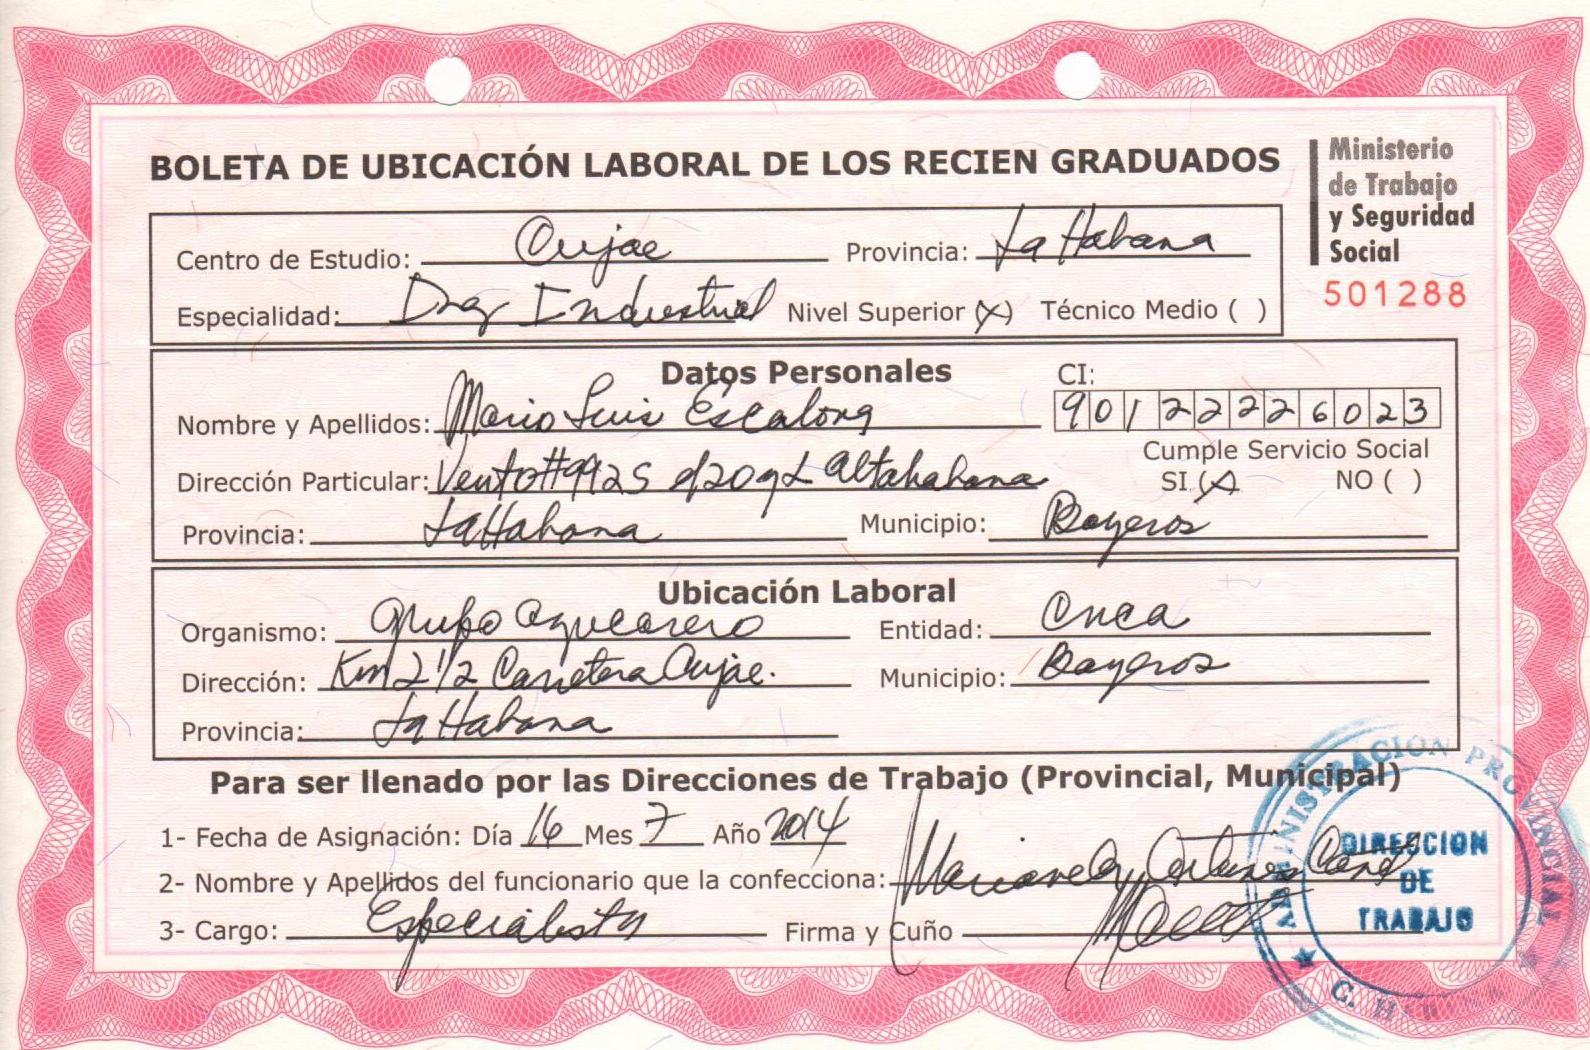 BOLETA DE UBICACIÓN LABORAL DE LOS RECIEN GRADUADOS
Ministerio
de Trabajo
y Seguridad
Social
501288
Centro de Estudio: Cujae Provincia: La Habana
Especialidad: Ing Industrial Nivel Superior (X) Técnico Medio ( )
Datos Personales
CI: 90122226023
Nombre y Apellidos: Mario Luis Escalona
Cumple Servicio Social
Dirección Particular: Vento #9925 Altahabana
SI (X) NO ( )
Provincia: La Habana Municipio: Boyeros
Ubicación Laboral
Organismo: Grupo Azucarero Entidad: Cnca
Dirección: Km 2 1/2 Carretera Cujae. Municipio: Boyeros
Provincia: La Habana
Para ser llenado por las Direcciones de Trabajo (Provincial, Municipal)
1- Fecha de Asignación: Día 16 Mes 7 Año 2014
2- Nombre y Apellidos del funcionario que la confecciona:
3- Cargo: Especialista Firma y Cuño
ADMINISTRACION PROVINCIAL
DIRECCION
DE
TRABAJO
C. HABANA